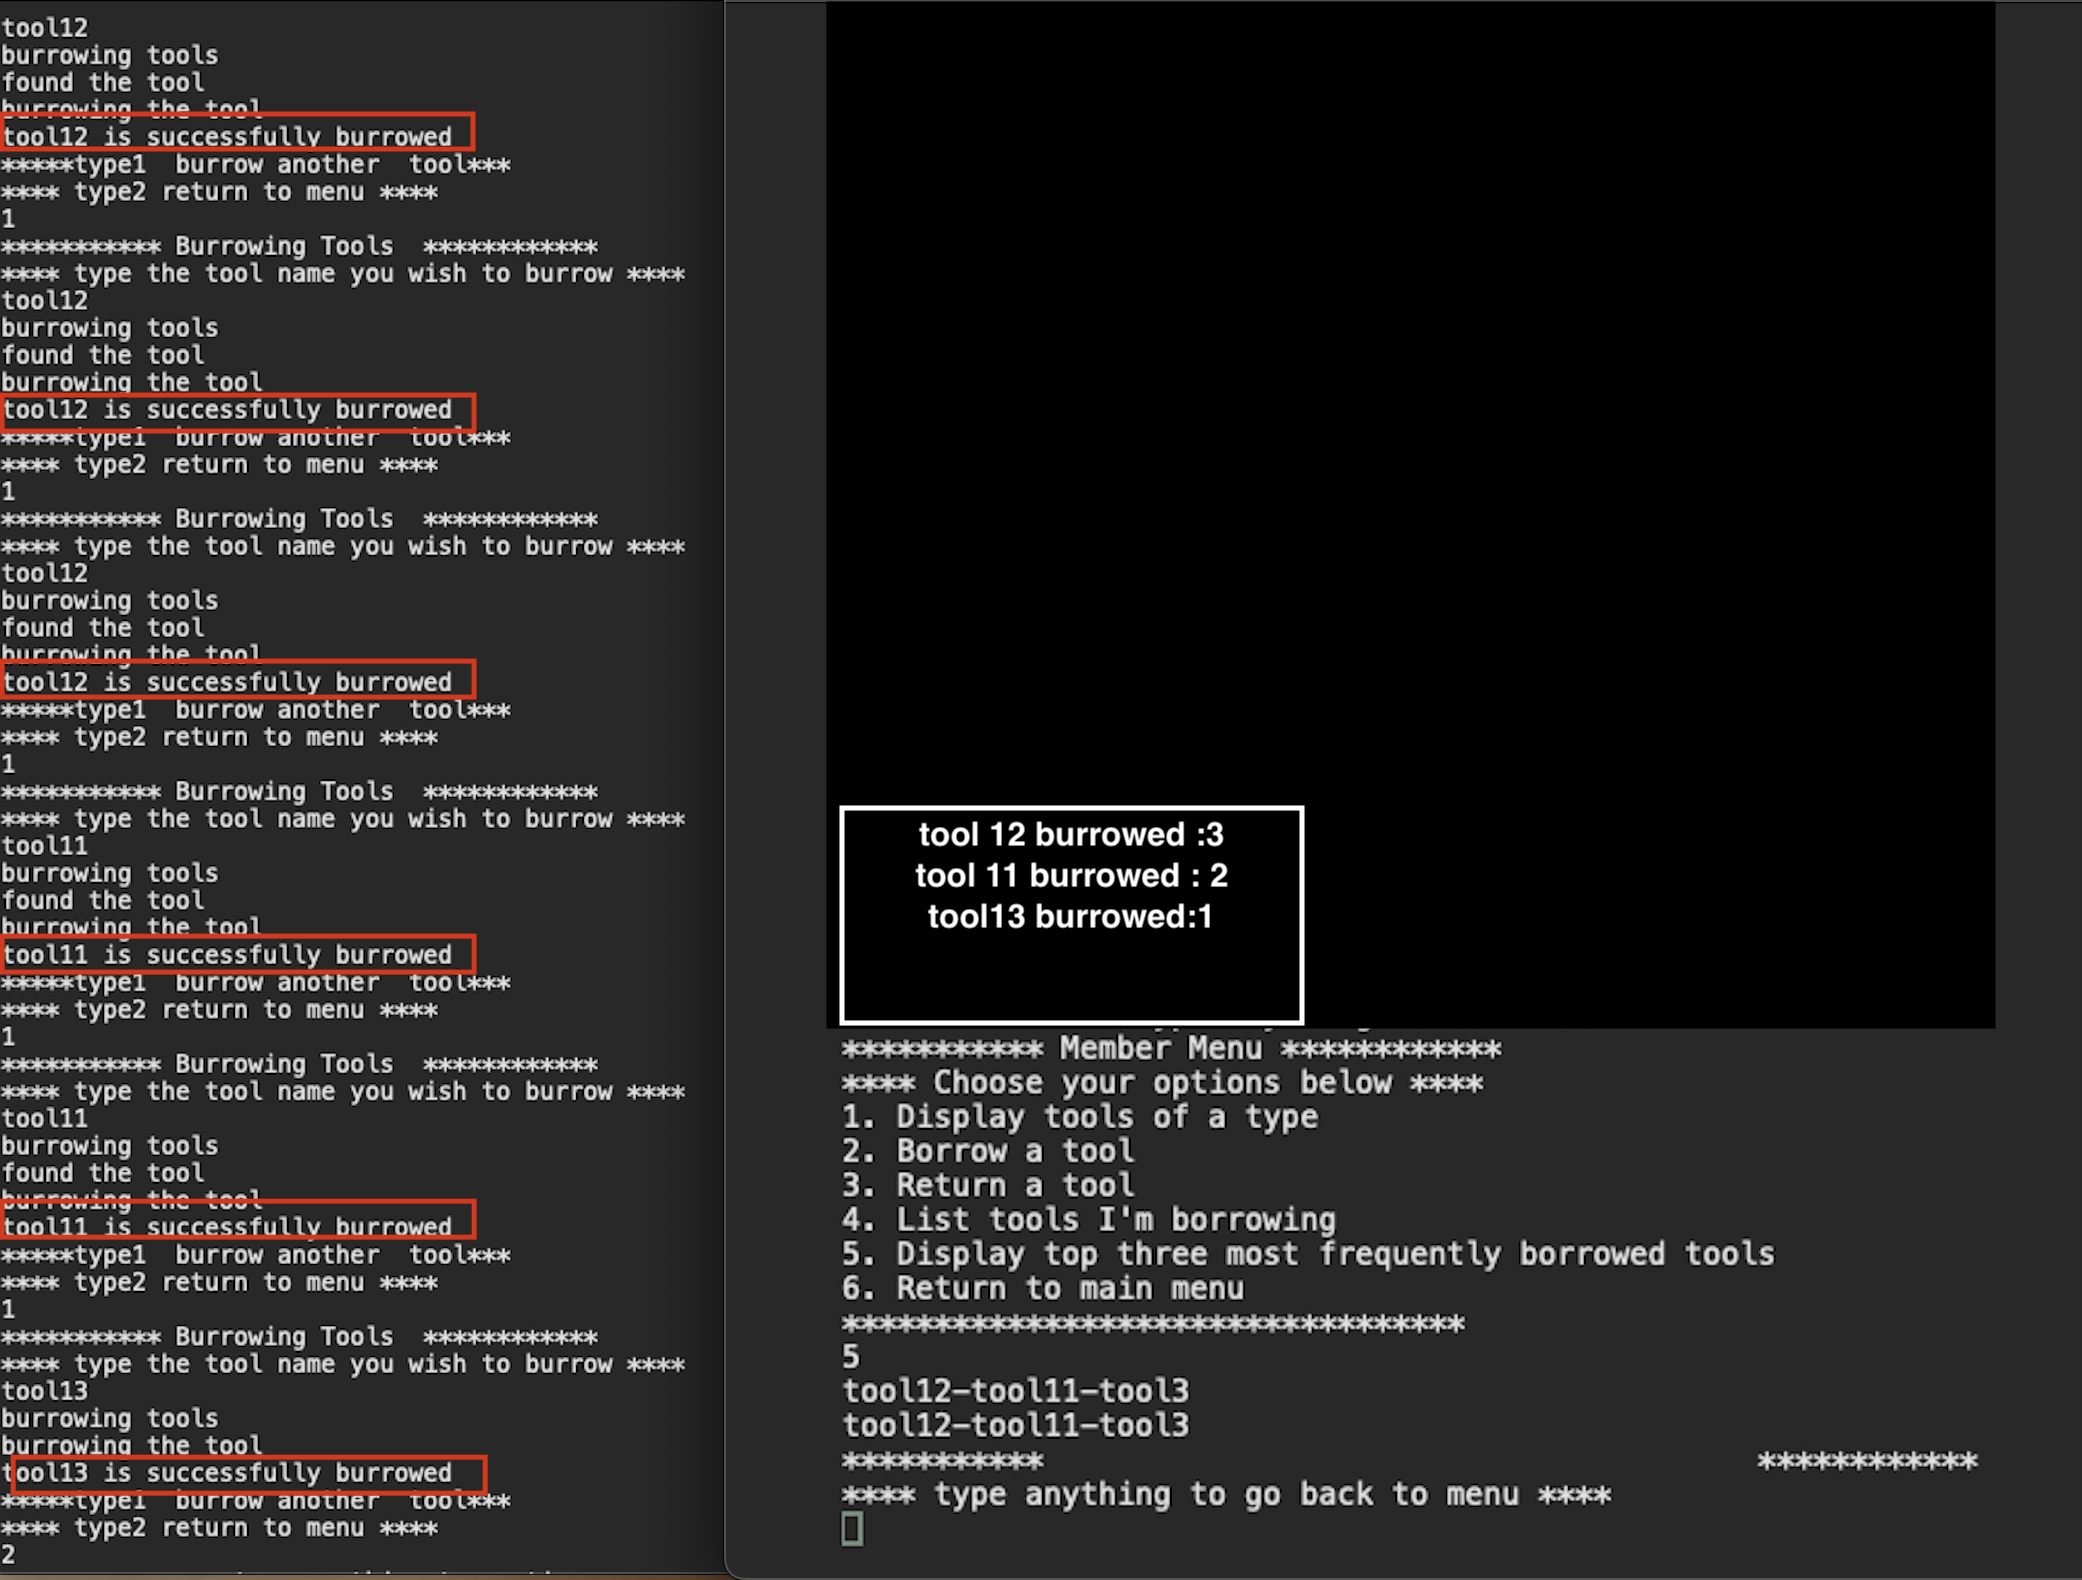 tool12
burrowing tools
found the tool
burrowing the tool
tool12 is successfully burrowed
*****type1  burrow another  tool***
**** type2 return to menu ****
1
*********** Burrowing Tools  ************
**** type the tool name you wish to burrow ****
tool12
burrowing tools
found the tool
burrowing the tool
tool12 is successfully burrowed
*****type1  burrow another  tool***
**** type2 return to menu ****
1
*********** Burrowing Tools  ************
**** type the tool name you wish to burrow ****
tool12
burrowing tools
found the tool
burrowing the tool
tool12 is successfully burrowed
*****type1  burrow another  tool***
**** type2 return to menu ****
1
*********** Burrowing Tools  ************
**** type the tool name you wish to burrow ****
tool11
burrowing tools
found the tool
burrowing the tool
tool11 is successfully burrowed
*****type1  burrow another  tool***
**** type2 return to menu ****
1
*********** Burrowing Tools  ************
**** type the tool name you wish to burrow ****
tool11
burrowing tools
found the tool
burrowing the tool
tool11 is successfully burrowed
*****type1  burrow another  tool***
**** type2 return to menu ****
1
*********** Burrowing Tools  ************
**** type the tool name you wish to burrow ****
tool13
burrowing tools
burrowing the tool
tool13 is successfully burrowed
*****type1  burrow another  tool***
**** type2 return to menu ****
2
tool 12 burrowed :3
tool 11 burrowed : 2
tool13 burrowed:1
*********** Member Menu ************
**** Choose your options below ****
1. Display tools of a type
2. Borrow a tool
3. Return a tool
4. List tools I'm borrowing
5. Display top three most frequently borrowed tools
6. Return to main menu
**********************************
5
tool12-tool11-tool3
tool12-tool11-tool3
***********                                       ************
**** type anything to go back to menu ****